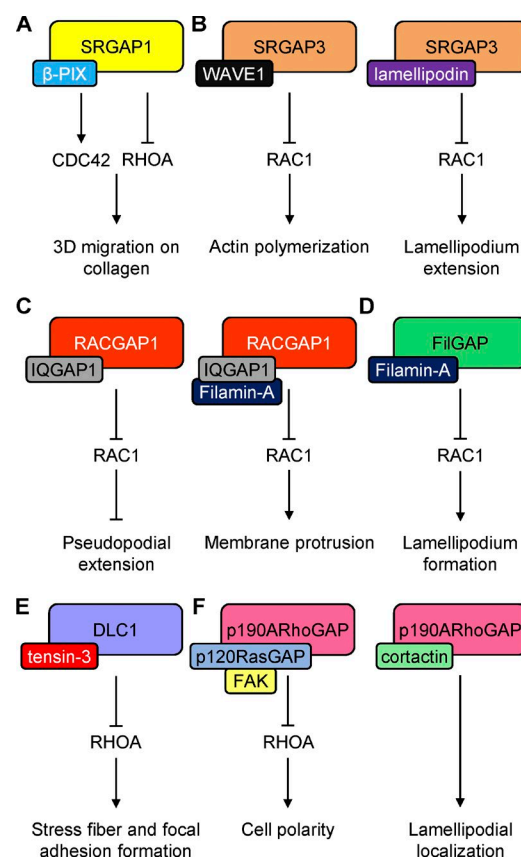 A
SRGAP1
β-PIX
CDC42 RHOA
3D migration on
collagen
B
SRGAP3
WAVE1
RAC1
Actin polymerization
SRGAP3
lamellipodin
RAC1
Lamellipodium
extension
C
RACGAP1
IQGAP1
RAC1
Pseudopodial
extension
RACGAP1
IQGAP1
Filamin-A
RAC1
Membrane protrusion
D
FilGAP
Filamin-A
RAC1
Lamellipodium
formation
E
DLC1
tensin-3
RHOA
Stress fiber and focal
adhesion formation
F
p190ARhoGAP
p120RasGAP
FAK
RHOA
Cell polarity
p190ARhoGAP
cortactin
Lamellipodial
localization